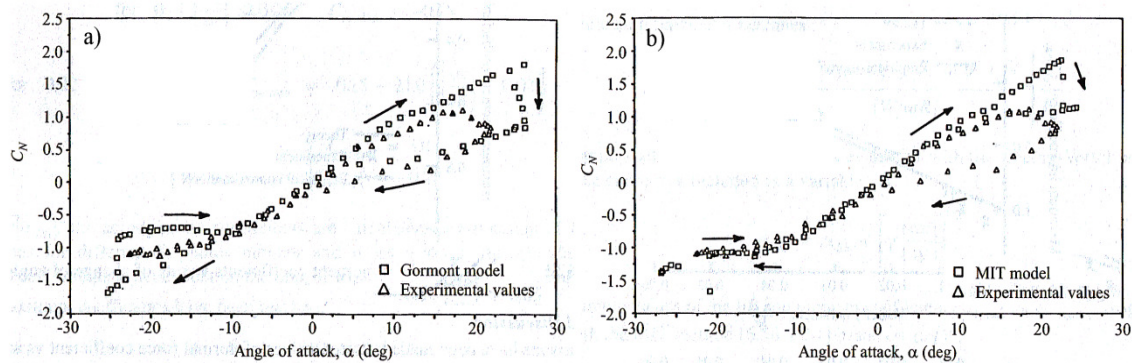 a)
2.5
2.0
1.5
1.0
0.5
0
-0.5
-1.0
-1.5
-2.0
C_N
-30 -20 -10 0 10 20 30
Angle of attack, α (deg)
Gormont model
Experimental values
b)
2.5
2.0
1.5
1.0
0.5
0
-0.5
-1.0
-1.5
-2.0
C_N
-30 -20 -10 0 10 20 30
Angle of attack, α (deg)
MIT model
Experimental values